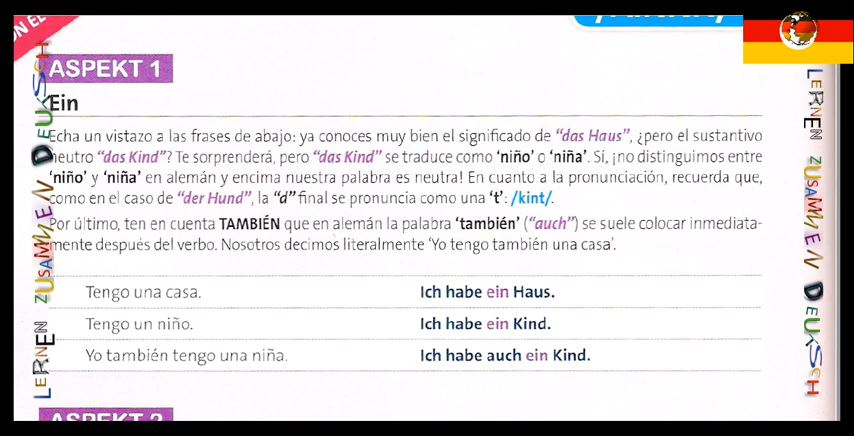 ASPEKT 1
Ein
Echa un vistazo a las frases de abajo: ya conoces muy bien el significado de “das Haus”, ¿pero el sustantivo
neutro “das Kind”? Te sorprenderá, pero “das Kind” se traduce como ‘niño’ o ‘niña’. Sí, ¡no distinguimos entre
‘niño’ y ‘niña’ en alemán y encima nuestra palabra es neutra! En cuanto a la pronunciación, recuerda que,
como en el caso de “der Hund”, la “d” final se pronuncia como una ‘t’: /kint/.
Por último, ten en cuenta TAMBIÉN que en alemán la palabra ‘también’ (“auch”) se suele colocar inmediata-
mente después del verbo. Nosotros decimos literalmente ‘Yo tengo también una casa’.
Tengo una casa. Ich habe ein Haus.
Tengo un niño. Ich habe ein Kind.
Yo también tengo una niña. Ich habe auch ein Kind.
ASPEKT 2
LERNEN ZUSAMMEN DEUKSCH
LERNEN ZUSAMMEN DEUKSCH